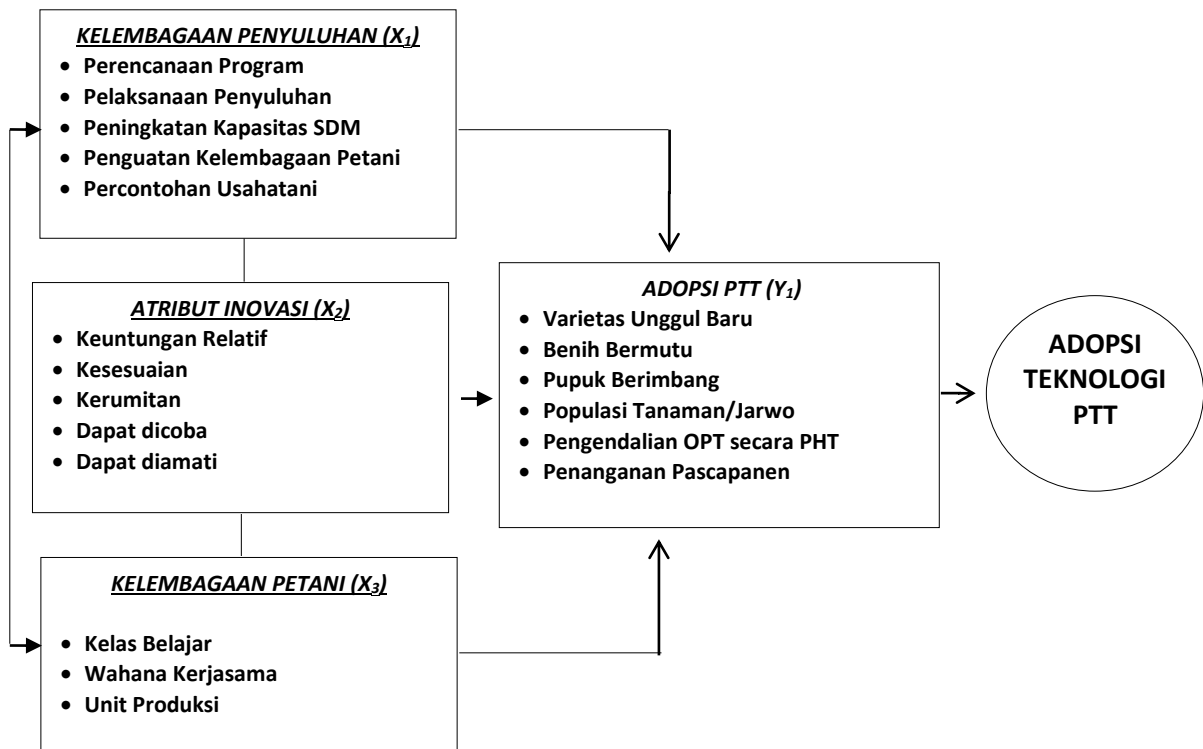 KELEMBAGAAN PENYULUHAN (X1)
• Perencanaan Program
• Pelaksanaan Penyuluhan
• Peningkatan Kapasitas SDM
• Penguatan Kelembagaan Petani
• Percontohan Usahatani
ATRIBUT INOVASI (X2)
• Keuntungan Relatif
• Kesesuaian
• Kerumitan
• Dapat dicoba
• Dapat diamati
KELEMBAGAAN PETANI (X3)
• Kelas Belajar
• Wahana Kerjasama
• Unit Produksi
ADOPSI PTT (Y1)
• Varietas Unggul Baru
• Benih Bermutu
• Pupuk Berimbang
• Populasi Tanaman/Jarwo
• Pengendalian OPT secara PHT
• Penanganan Pascapanen
ADOPSI
TEKNOLOGI
PTT